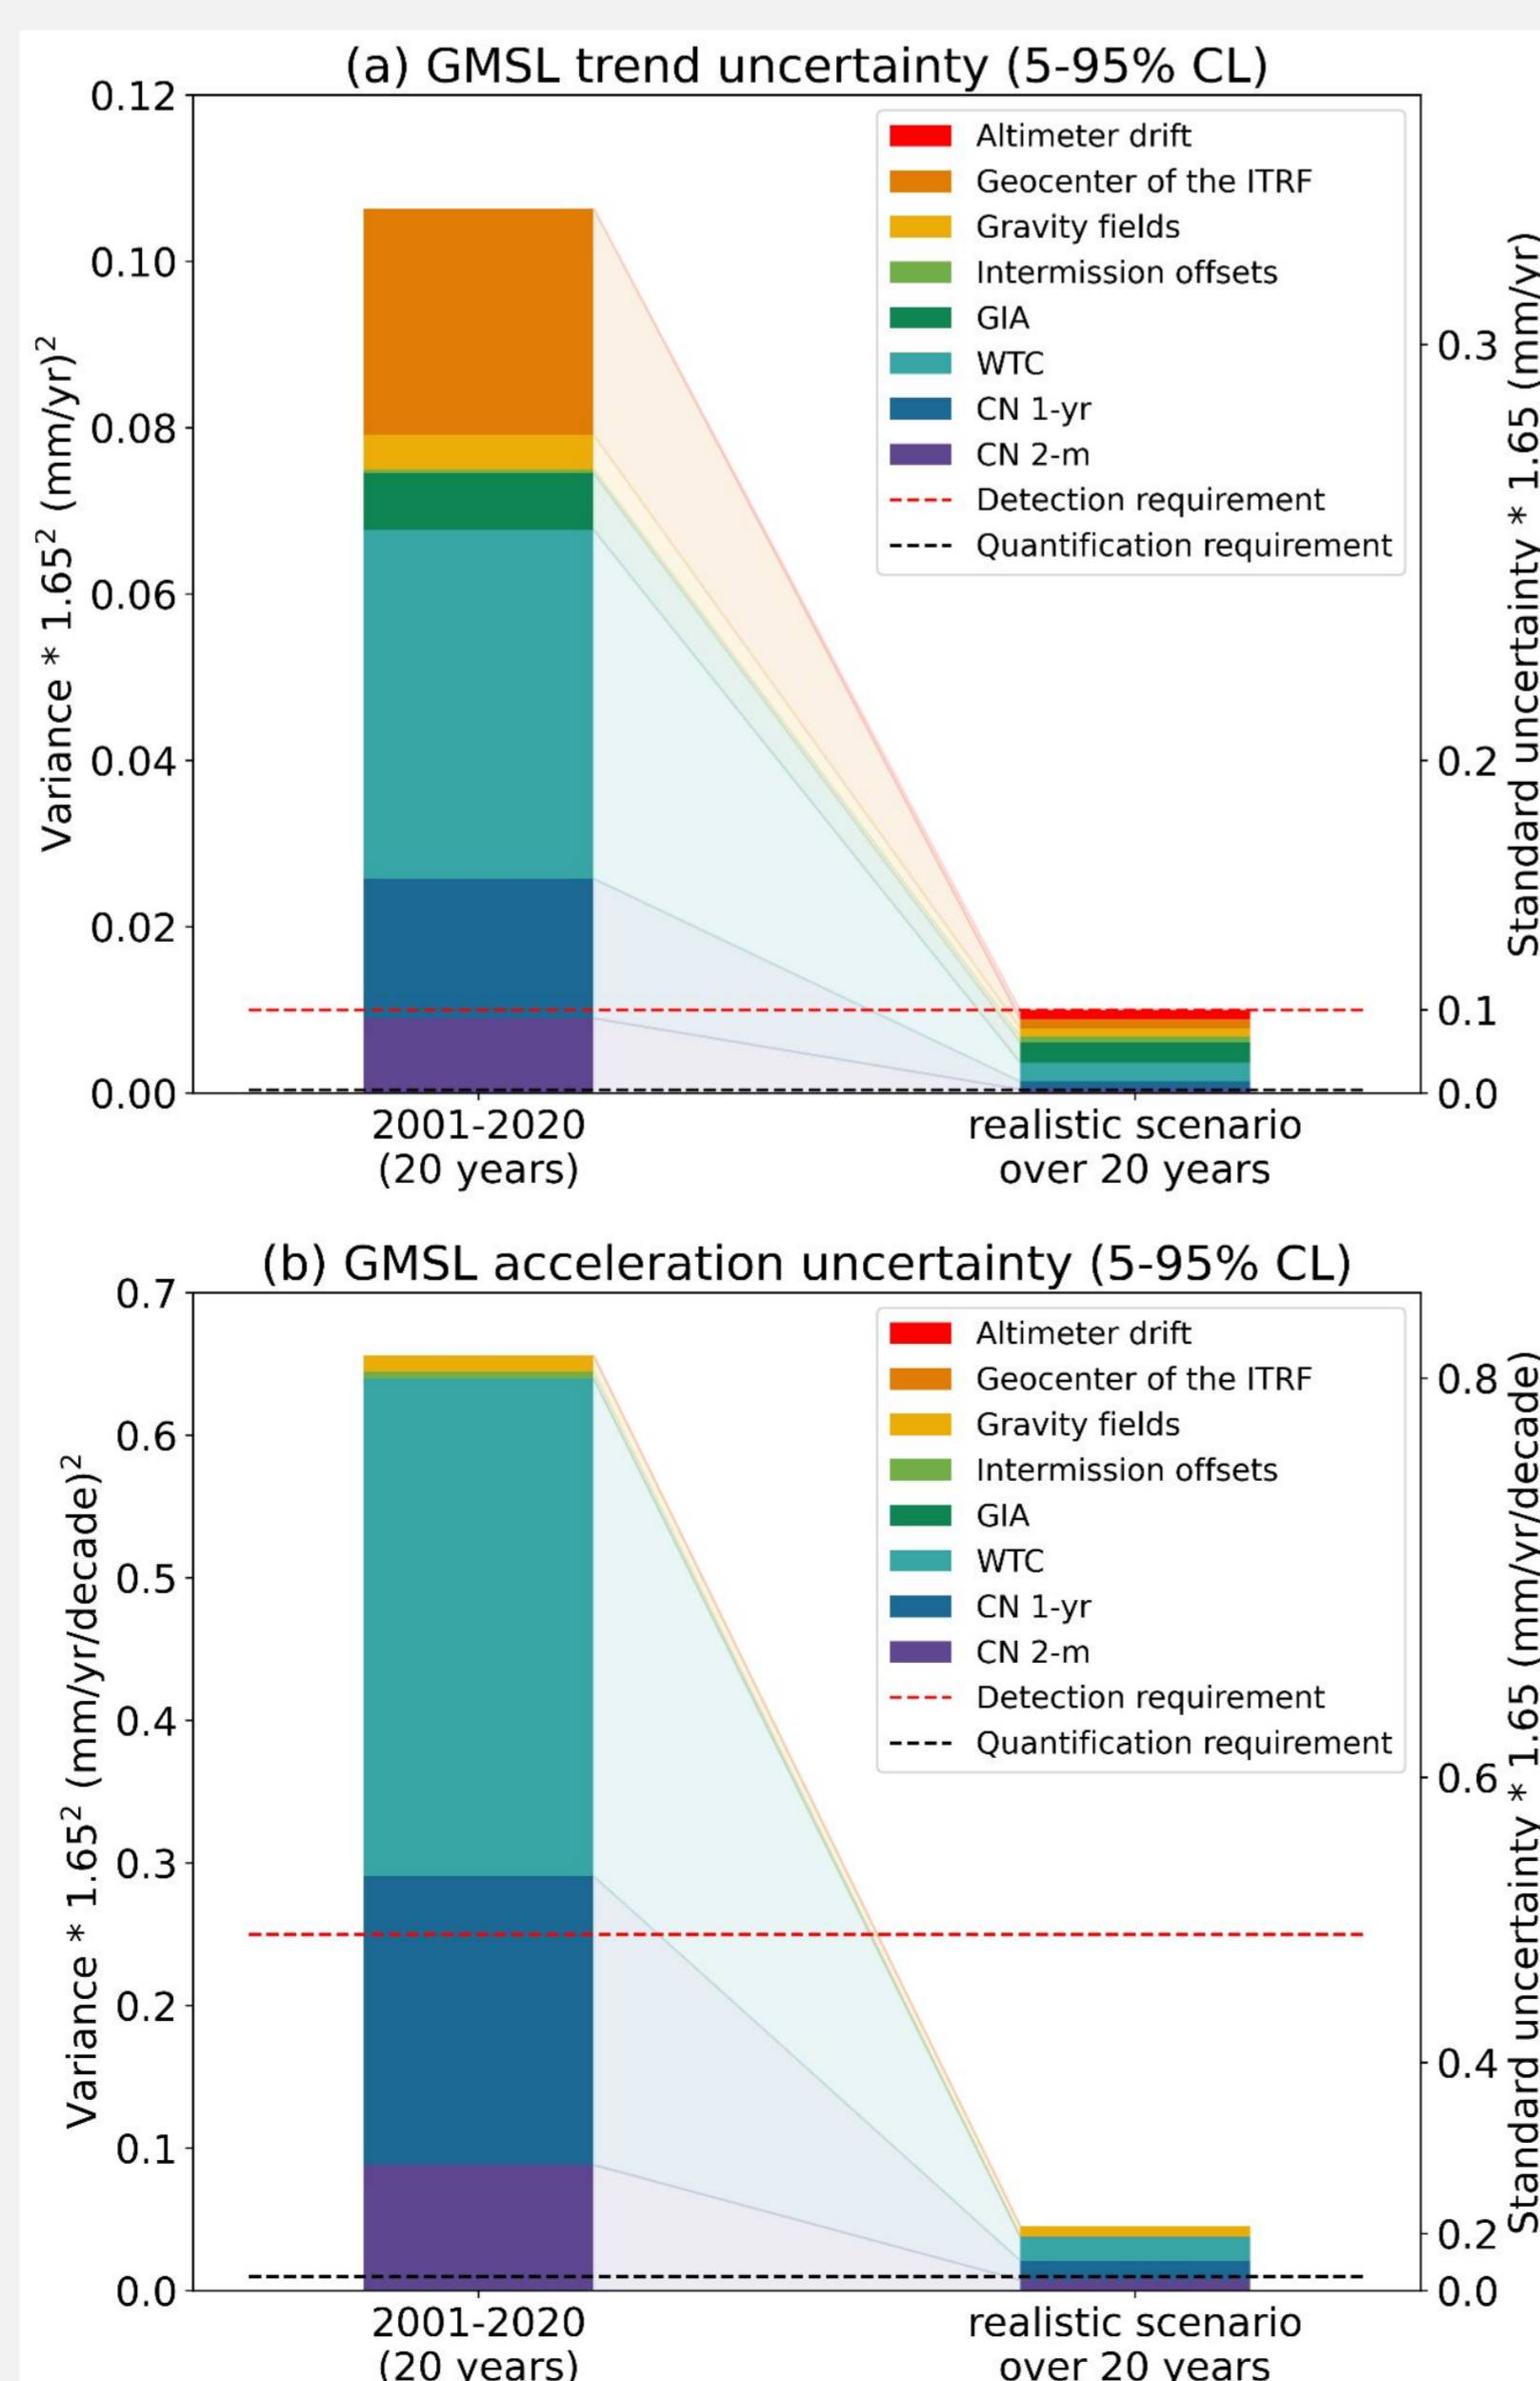 (a) GMSL trend uncertainty (5-95% CL)
0.12
0.10
0.08
0.06
0.04
0.02
0.00
Variance * 1.65² (mm/yr)²
Altimeter drift
Geocenter of the ITRF
Gravity fields
Intermission offsets
GIA
WTC
CN 1-yr
CN 2-m
Detection requirement
Quantification requirement
0.3
0.2
0.1
0.0
Standard uncertainty * 1.65 (mm/yr)
2001-2020
(20 years)
realistic scenario
over 20 years
(b) GMSL acceleration uncertainty (5-95% CL)
0.7
0.6
0.5
0.4
0.3
0.2
0.1
0.0
Variance * 1.65² (mm/yr/decade)²
Altimeter drift
Geocenter of the ITRF
Gravity fields
Intermission offsets
GIA
WTC
CN 1-yr
CN 2-m
Detection requirement
Quantification requirement
0.8
0.6
0.4
0.2
0.0
Standard uncertainty * 1.65 (mm/yr/decade)
2001-2020
(20 years)
realistic scenario
over 20 years